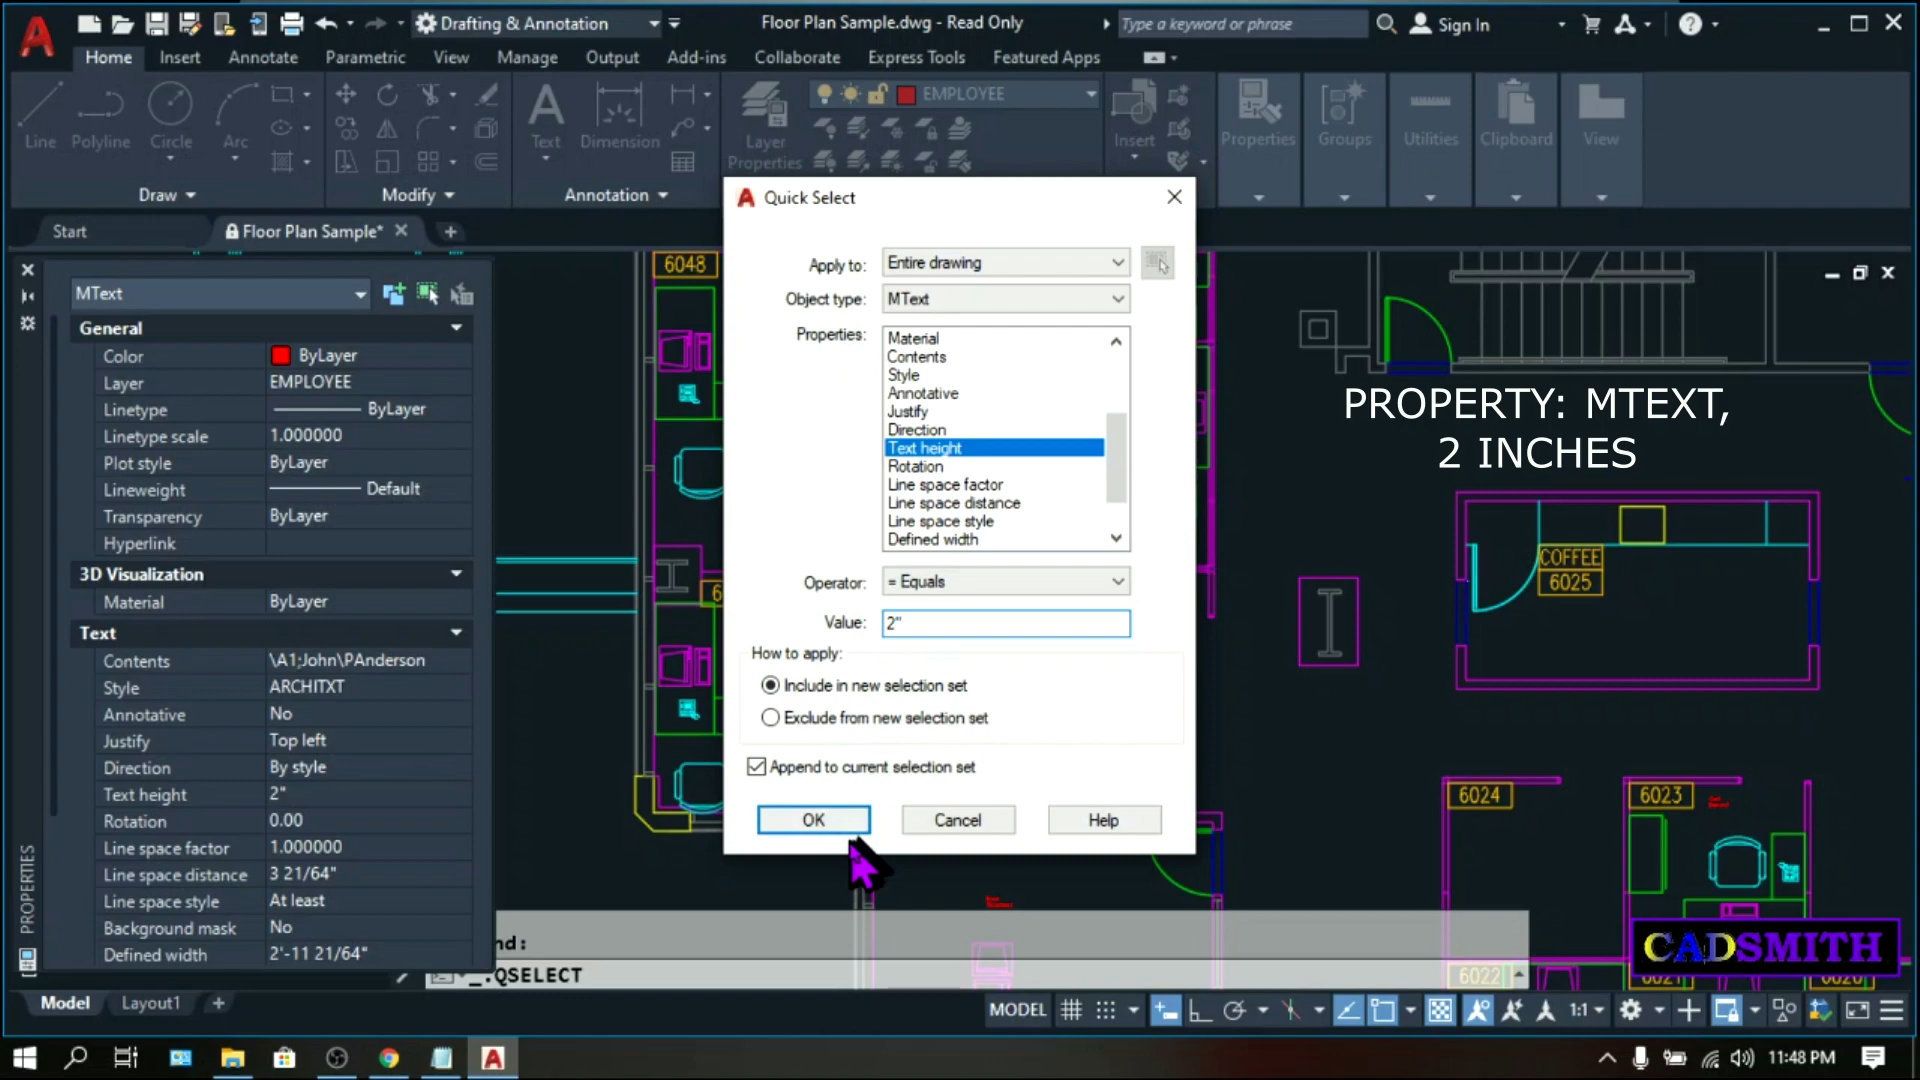 Drafting & Annotation
Floor Plan Sample.dwg - Read Only
Type a keyword or phrase
Sign In
Home
Insert
Annotate
Parametric
View
Manage
Output
Add-ins
Collaborate
Express Tools
Featured Apps
Line
Polyline
Circle
Arc
Text
Dimension
Layer
Properties
EMPLOYEE
Insert
Properties
Groups
Utilities
Clipboard
View
Draw
Modify
Annotation
Start
Floor Plan Sample*
MText
General
Color ByLayer
Layer EMPLOYEE
Linetype ByLayer
Linetype scale 1.000000
Plot style ByLayer
Lineweight Default
Transparency ByLayer
Hyperlink
3D Visualization
Material ByLayer
Text
Contents \A1;John\PAnderson
Style ARCHITXT
Annotative No
Justify Top left
Direction By style
Text height 2"
Rotation 0.00
Line space factor 1.000000
Line space distance 3 21/64"
Line space style At least
Background mask No
Defined width 2'-11 21/64"
PROPERTIES
Quick Select
Apply to: Entire drawing
Object type: MText
Properties:
Material
Contents
Style
Annotative
Justify
Direction
Text height
Rotation
Line space factor
Line space distance
Line space style
Defined width
Operator: = Equals
Value: 2"
How to apply:
Include in new selection set
Exclude from new selection set
Append to current selection set
OK
Cancel
Help
6048
PROPERTY: MTEXT,
2 INCHES
COFFEE
6025
6024
6023
6022
CADSMITH
nd:
_.QSELECT
Model
Layout1
MODEL
1:1
11:48 PM